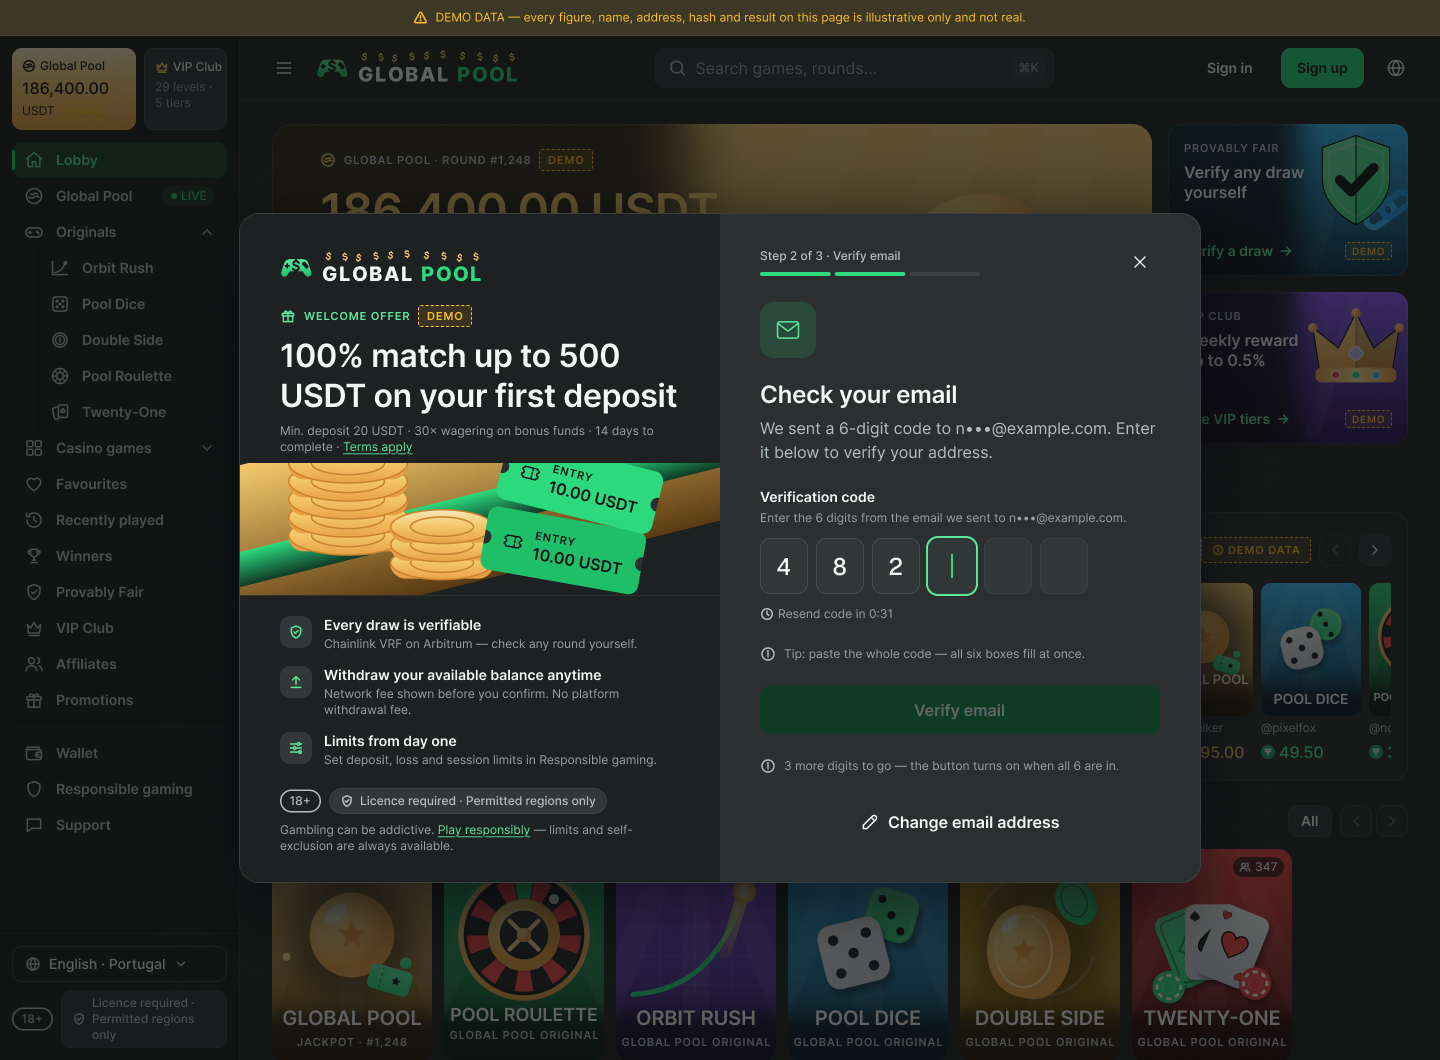 DEMO DATA — every figure, name, address, hash and result on this page is illustrative only and not real.
Global Pool
186,400.00
USDT
VIP Club
29 levels ·
5 tiers
GLOBAL POOL
Search games, rounds...
⌘K
Sign in
Sign up
Lobby
Global Pool
LIVE
Originals
Orbit Rush
Pool Dice
Double Side
Pool Roulette
Twenty-One
Casino games
Favourites
Recently played
Winners
Provably Fair
VIP Club
Affiliates
Promotions
Wallet
Responsible gaming
Support
English · Portugal
18+
Licence required ·
Permitted regions
only
GLOBAL POOL · ROUND #1,248
DEMO
186,400.00 USDT
PROVABLY FAIR
Verify any draw
yourself
rify a draw →
DEMO
CLUB
eekly reward
to 0.5%
e VIP tiers →
DEMO
GLOBAL POOL
WELCOME OFFER
DEMO
100% match up to 500
USDT on your first deposit
Min. deposit 20 USDT · 30× wagering on bonus funds · 14 days to
complete · Terms apply
ENTRY
10.00 USDT
ENTRY
10.00 USDT
Every draw is verifiable
Chainlink VRF on Arbitrum — check any round yourself.
Withdraw your available balance anytime
Network fee shown before you confirm. No platform
withdrawal fee.
Limits from day one
Set deposit, loss and session limits in Responsible gaming.
18+
Licence required · Permitted regions only
Gambling can be addictive. Play responsibly — limits and self-
exclusion are always available.
Step 2 of 3 · Verify email
Check your email
We sent a 6-digit code to n•••@example.com. Enter
it below to verify your address.
Verification code
Enter the 6 digits from the email we sent to n•••@example.com.
4 8 2
Resend code in 0:31
Tip: paste the whole code — all six boxes fill at once.
Verify email
3 more digits to go — the button turns on when all 6 are in.
Change email address
DEMO DATA
L POOL
POOL DICE
POO
lker
@pixelfox
@no
95.00
49.50
All
347
GLOBAL POOL
JACKPOT · #1,248
POOL ROULETTE
GLOBAL POOL ORIGINAL
ORBIT RUSH
GLOBAL POOL ORIGINAL
POOL DICE
GLOBAL POOL ORIGINAL
DOUBLE SIDE
GLOBAL POOL ORIGINAL
TWENTY-ONE
GLOBAL POOL ORIGINAL